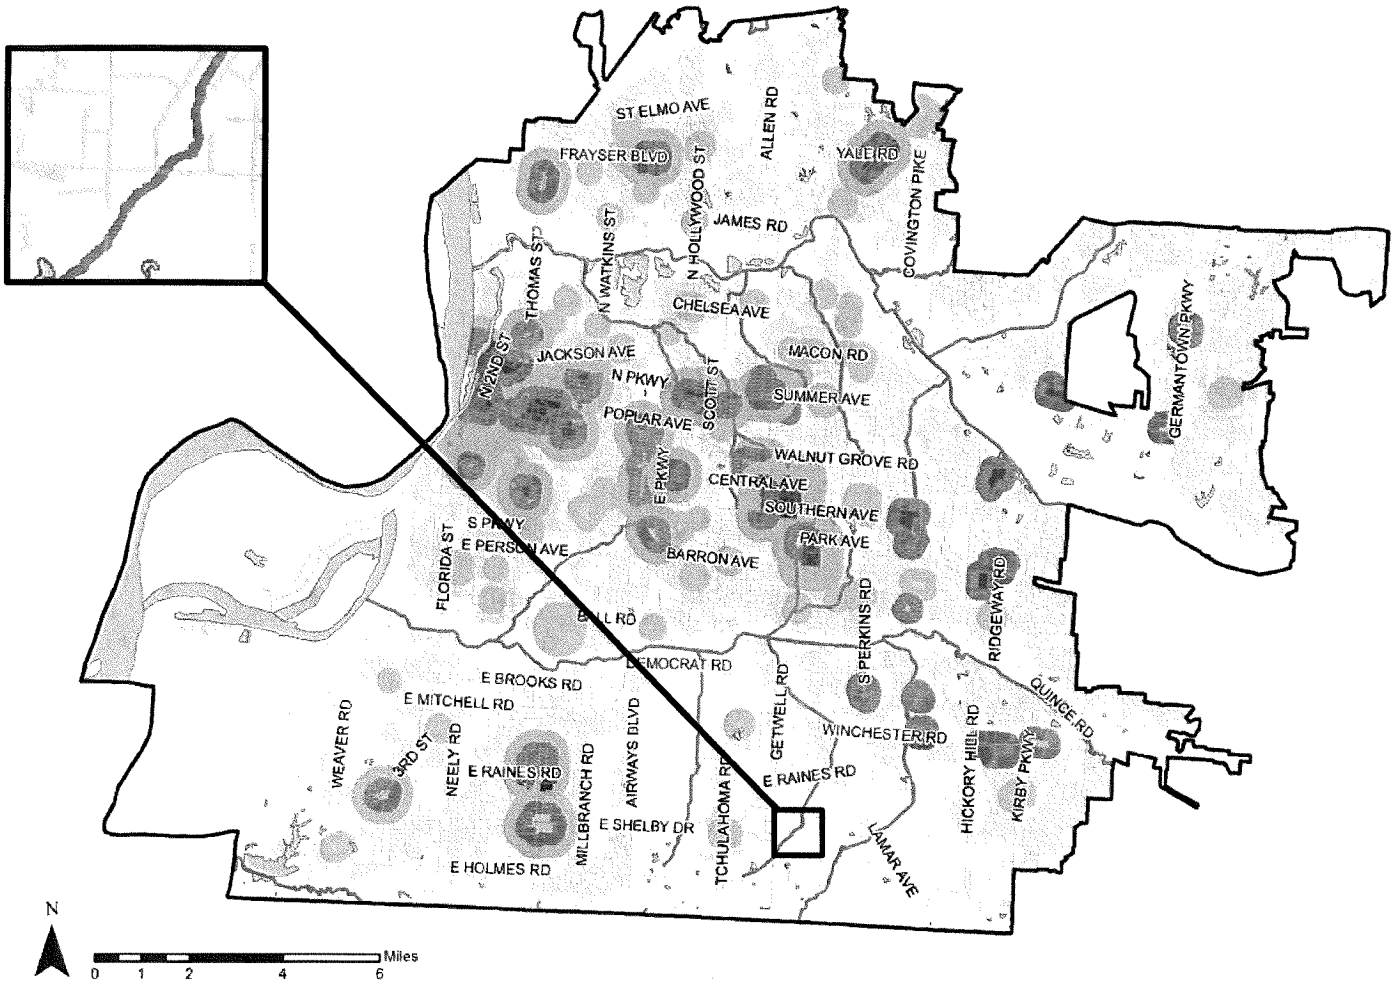 ST ELMO AVE
ALLEN RD
FRAYSER BLVD
YALE RD
N HOLLYWOOD ST
COVINGTON PIKE
JAMES RD
N WATKINS ST
THOMAS ST
CHELSEA AVE
GERMANTOWN PKWY
N 2ND ST
JACKSON AVE
MACON RD
N PKWY
SCOTT ST
SUMMER AVE
POPLAR AVE
WALNUT GROVE RD
E PKWY
CENTRAL AVE
SOUTHERN AVE
S PKWY
E PERSON AVE
PARK AVE
BARRON AVE
FLORIDA ST
RIDGEWAY RD
S PERKINS RD
BALL RD
DEMOCRAT RD
E BROOKS RD
QUINCE RD
E MITCHELL RD
GETWELL RD
WEAVER RD
3RD ST
NEELY RD
AIRWAYS BLVD
WINCHESTER RD
HICKORY HILL RD
KIRBY PKWY
E RAINES RD
MILLBRANCH RD
TCHULAHOMA RD
E RAINES RD
E SHELBY DR
LAMAR AVE
E HOLMES RD
N
Miles
0 1 2 4 6